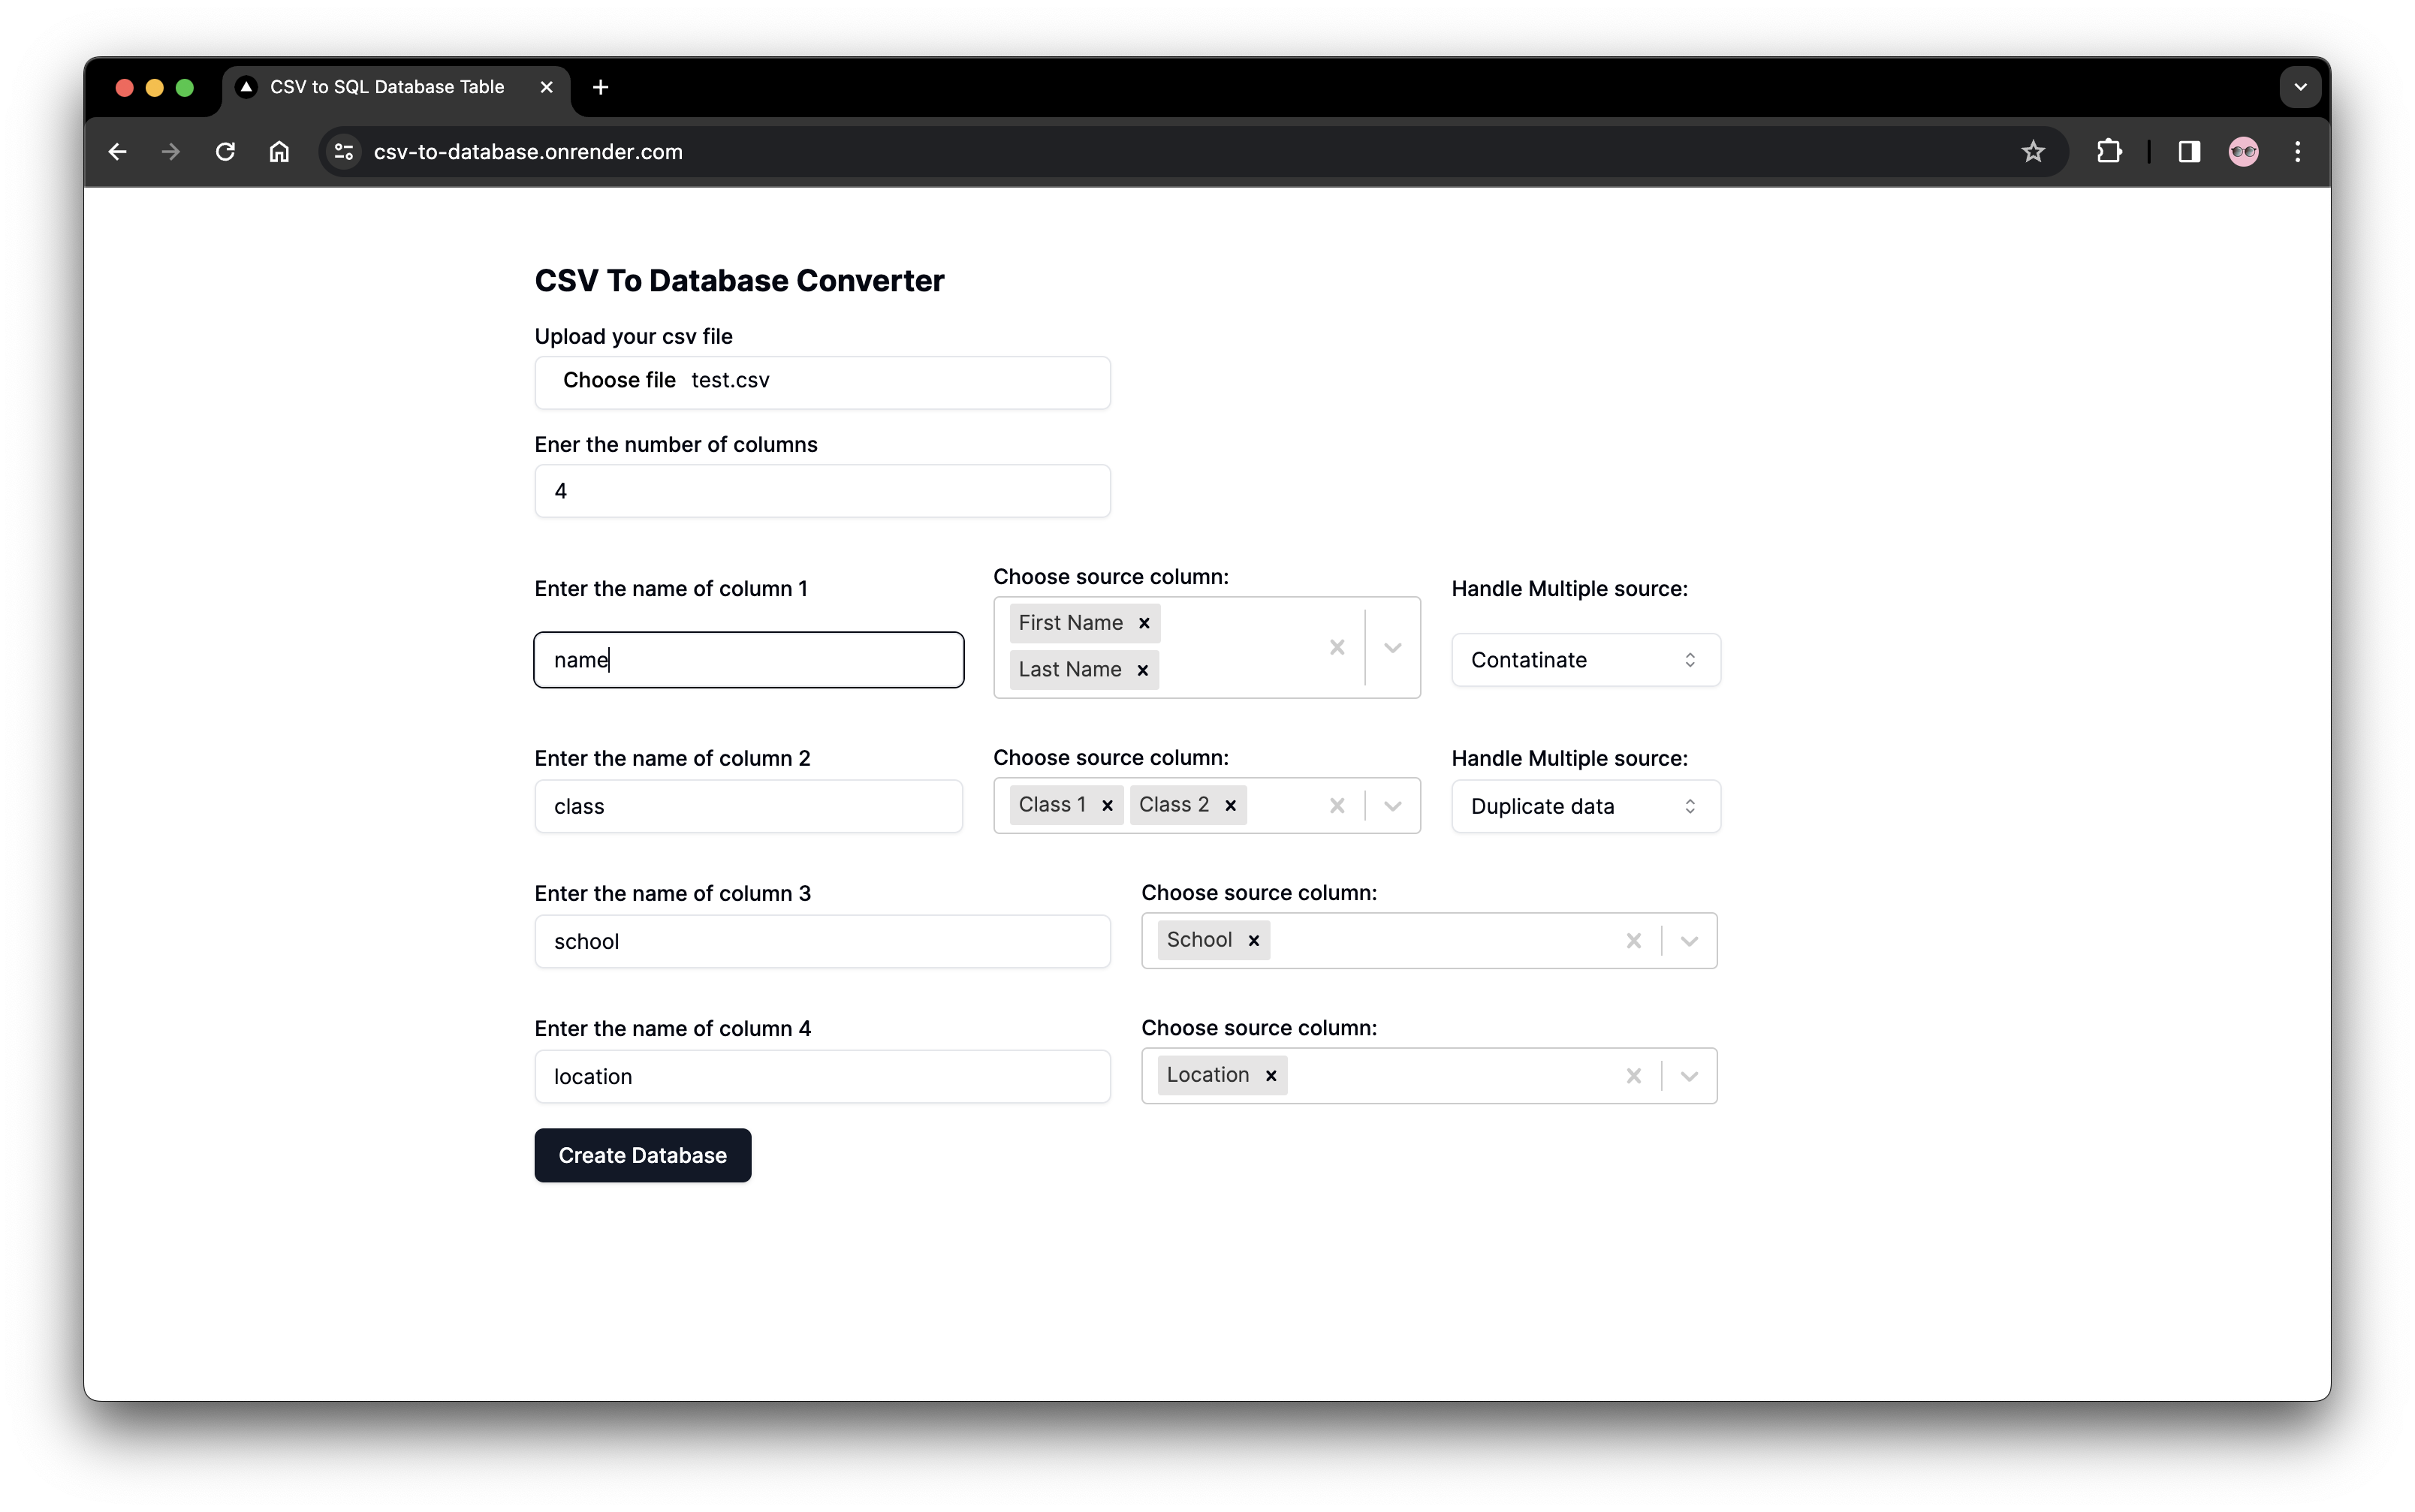 CSV to SQL Database Table
csv-to-database.onrender.com
CSV To Database Converter
Upload your csv file
Choose file test.csv
Ener the number of columns
4
Enter the name of column 1
name
Choose source column:
First Name
Last Name
Handle Multiple source:
Contatinate
Enter the name of column 2
class
Choose source column:
Class 1 Class 2
Handle Multiple source:
Duplicate data
Enter the name of column 3
school
Choose source column:
School
Enter the name of column 4
location
Choose source column:
Location
Create Database